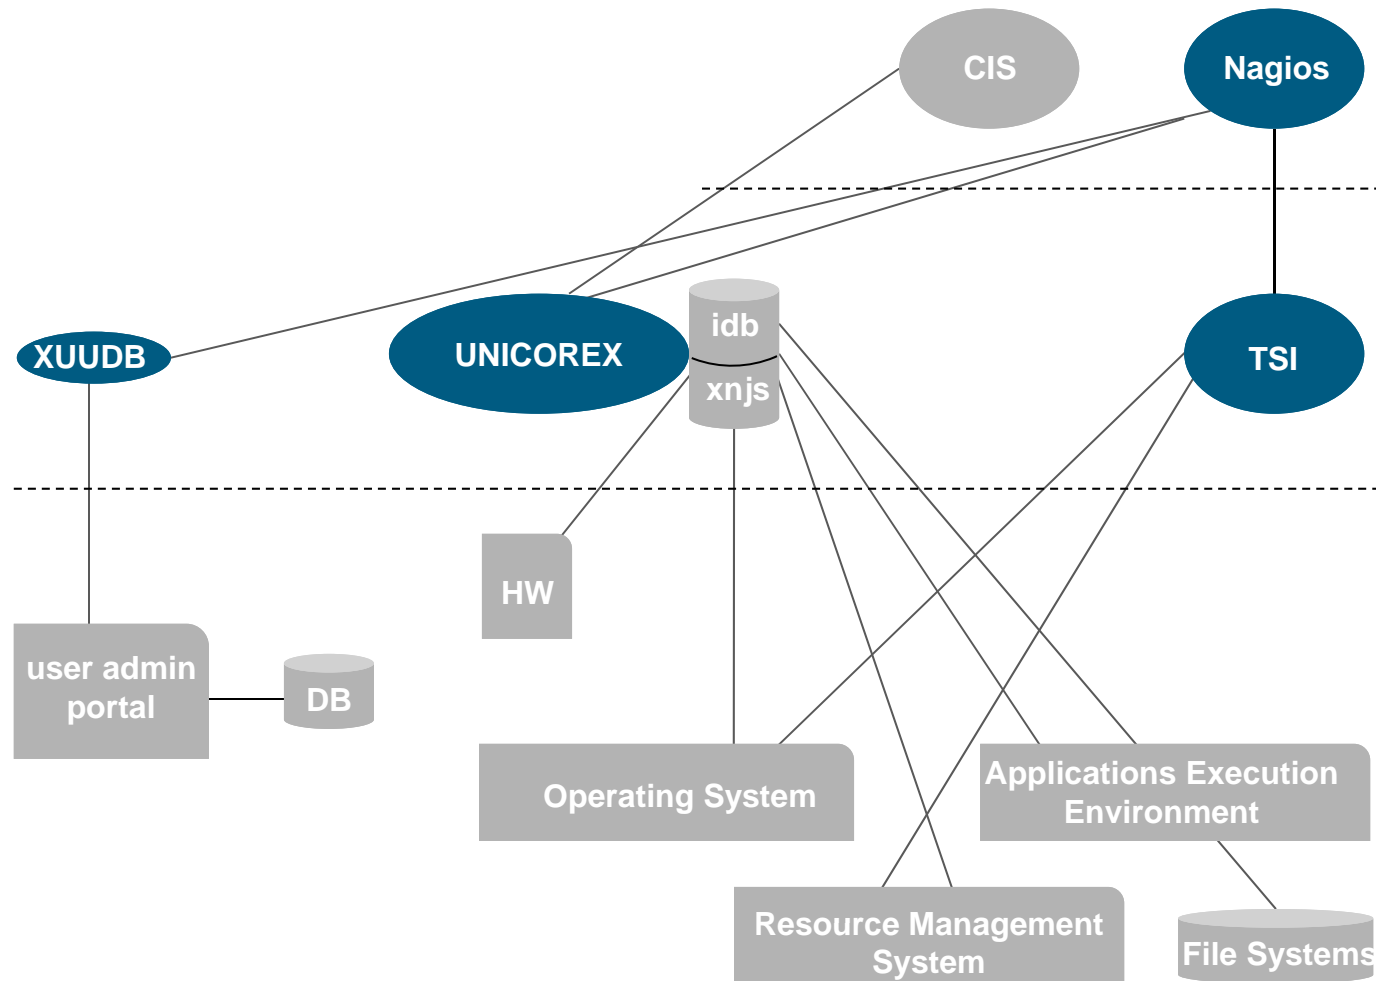 CIS
Nagios
idb
XUUDB
UNICOREX
TSI
xnjs
HW
user admin
portal
DB
Operating System
Applications Execution
Environment
Resource Management
System
File Systems